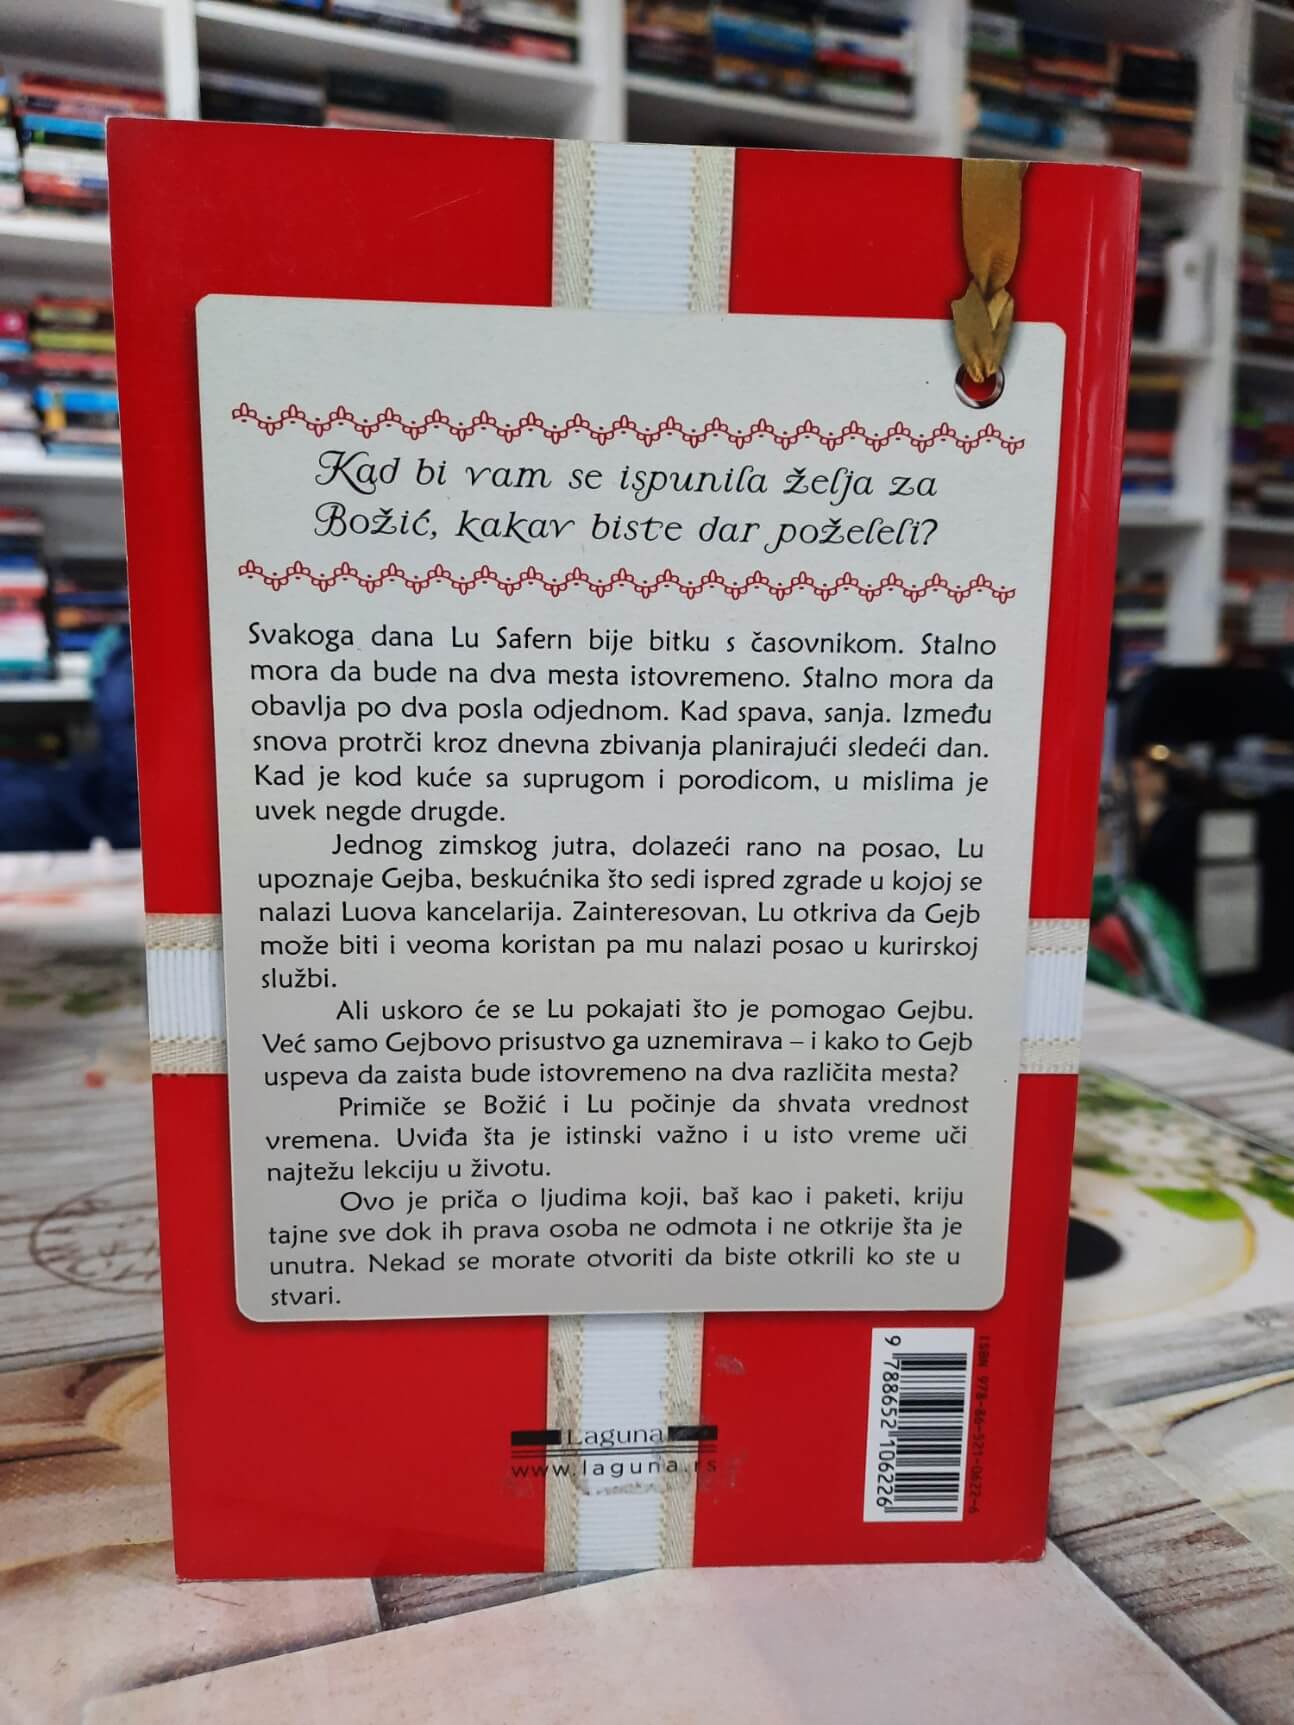 Kad bi vam se ispunila želja za
Božić, kakav biste dar poželeli?
Svakoga dana Lu Safern bije bitku s časovnikom. Stalno
mora da bude na dva mesta istovremeno. Stalno mora da
obavlja po dva posla odjednom. Kad spava, sanja. Između
snova protrči kroz dnevna zbivanja planirajući sledeći dan.
Kad je kod kuće sa suprugom i porodicom, u mislima je
uvek negde drugde.
Jednog zimskog jutra, dolazeći rano na posao, Lu
upoznaje Gejba, beskućnika što sedi ispred zgrade u kojoj se
nalazi Luova kancelarija. Zainteresovan, Lu otkriva da Gejb
može biti i veoma koristan pa mu nalazi posao u kurirskoj
službi.
Ali uskoro će se Lu pokajati što je pomogao Gejbu.
Već samo Gejbovo prisustvo ga uznemirava – i kako to Gejb
uspeva da zaista bude istovremeno na dva različita mesta?
Primiče se Božić i Lu počinje da shvata vrednost
vremena. Uviđa šta je istinski važno i u isto vreme uči
najtežu lekciju u životu.
Ovo je priča o ljudima koji, baš kao i paketi, kriju
tajne sve dok ih prava osoba ne odmota i ne otkrije šta je
unutra. Nekad se morate otvoriti da biste otkrili ko ste u
stvari.
Laguna
www.laguna.rs
ISBN 978-86-521-0622-6
9 788652 106226